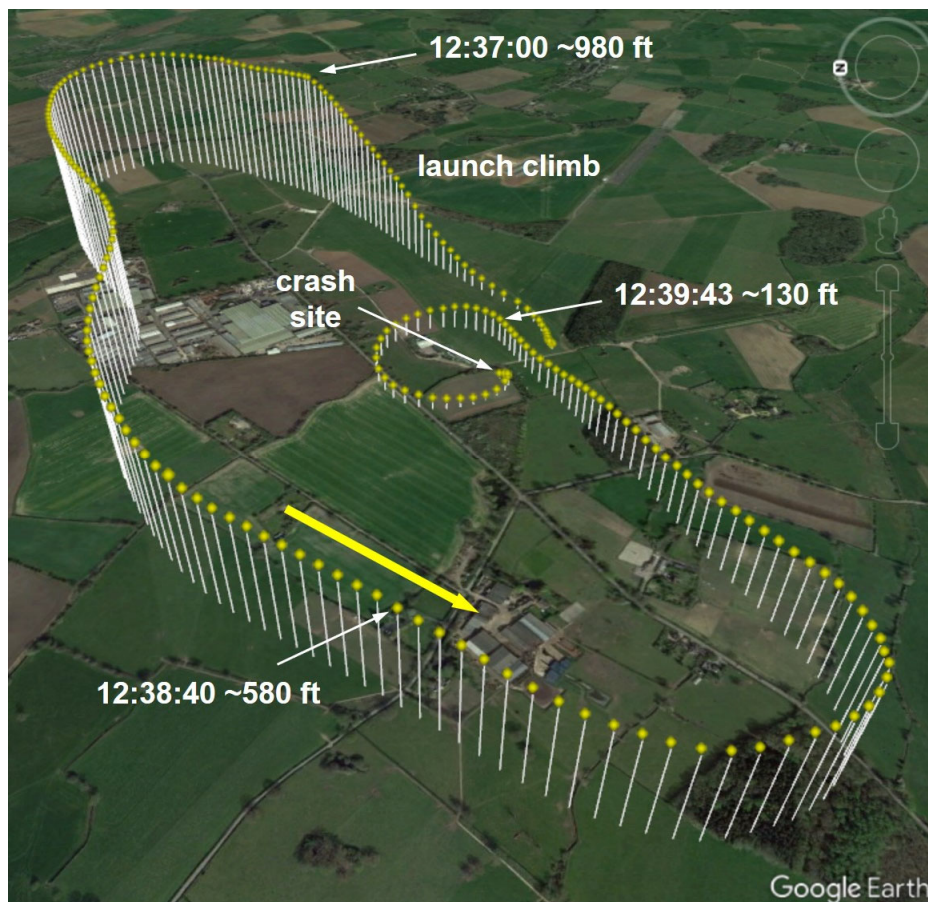 12:37:00 ~980 ft
N
launch climb
crash
site
12:39:43 ~130 ft
12:38:40 ~580 ft
Google Earth